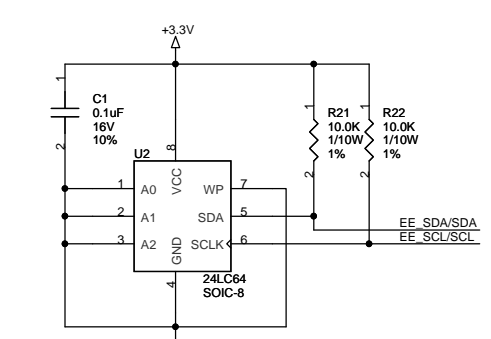 +3.3V
1
C1
0.1uF
16V
10%
2
1
R21
10.0K
1/10W
1%
2
1
R22
10.0K
1/10W
1%
2
U2
8
VCC
1 A0
2 A1
3 A2
WP 7
SDA 5
SCLK 6
GND
4
24LC64
SOIC-8
EE_SDA/SDA
EE_SCL/SCL